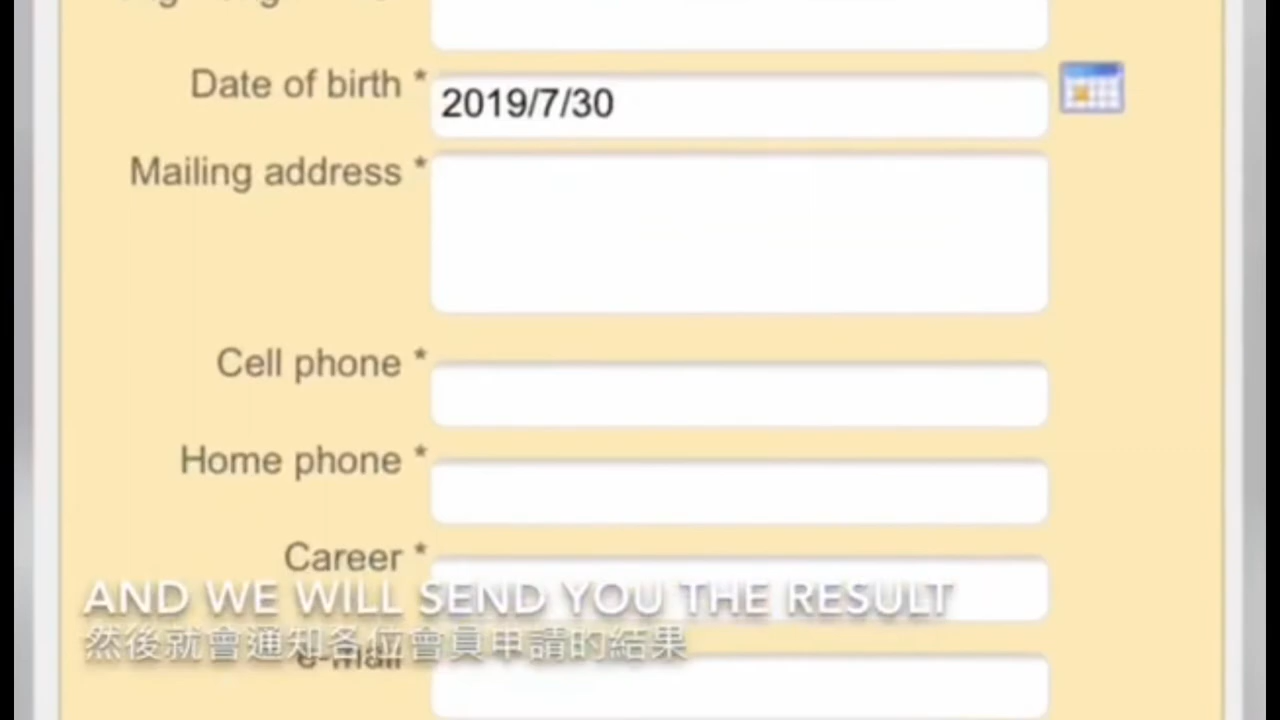 Date of birth *
2019/7/30
Mailing address *
Cell phone *
Home phone *
Career *
AND WE WILL SEND YOU THE RESULT
然後就會通知各位會員申請的結果
e-mail